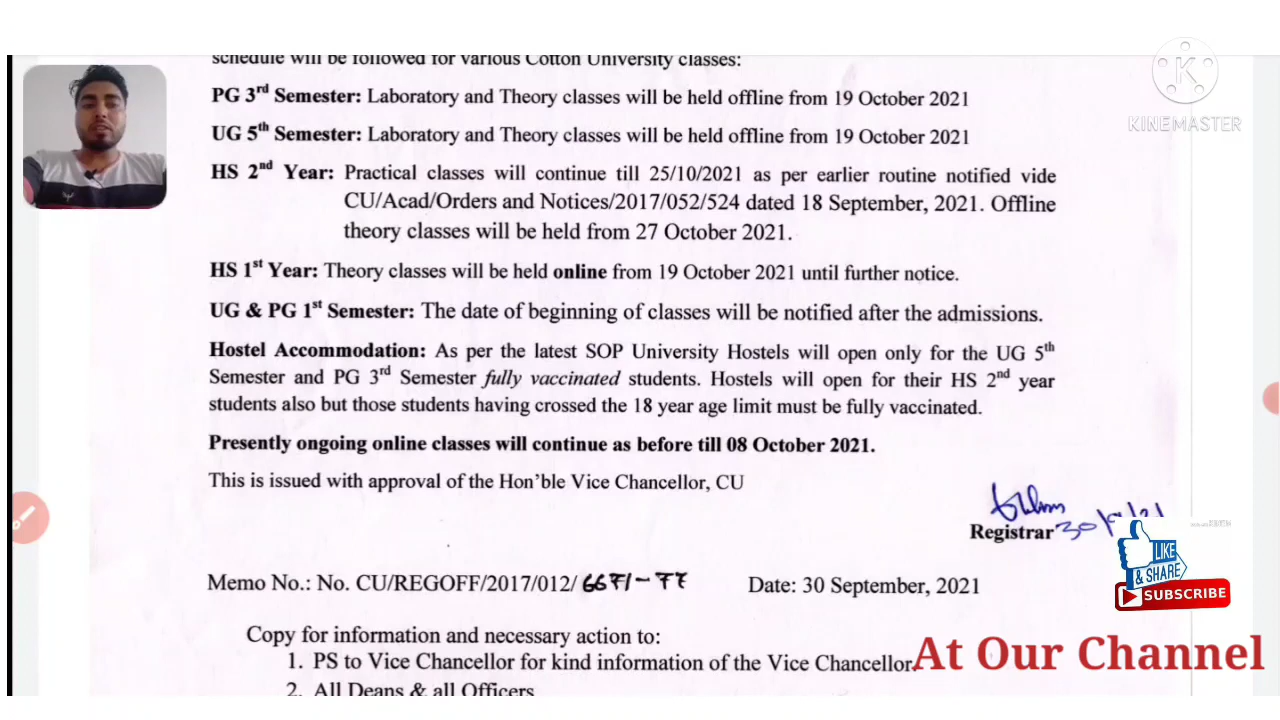 schedule will be followed for various Cotton University classes:
PG 3rd Semester: Laboratory and Theory classes will be held offline from 19 October 2021
UG 5th Semester: Laboratory and Theory classes will be held offline from 19 October 2021
HS 2nd Year: Practical classes will continue till 25/10/2021 as per earlier routine notified vide
CU/Acad/Orders and Notices/2017/052/524 dated 18 September, 2021. Offline
theory classes will be held from 27 October 2021.
HS 1st Year: Theory classes will be held online from 19 October 2021 until further notice.
UG & PG 1st Semester: The date of beginning of classes will be notified after the admissions.
Hostel Accommodation: As per the latest SOP University Hostels will open only for the UG 5th
Semester and PG 3rd Semester fully vaccinated students. Hostels will open for their HS 2nd year
students also but those students having crossed the 18 year age limit must be fully vaccinated.
Presently ongoing online classes will continue as before till 08 October 2021.
This is issued with approval of the Hon'ble Vice Chancellor, CU
Registrar
Memo No.: No. CU/REGOFF/2017/012/
Date: 30 September, 2021
Copy for information and necessary action to:
1. PS to Vice Chancellor for kind information of the Vice Chancellor.
2. All Deans & all Officers
K
KINEMASTER
LIKE
& SHARE
SUBSCRIBE
At Our Channel